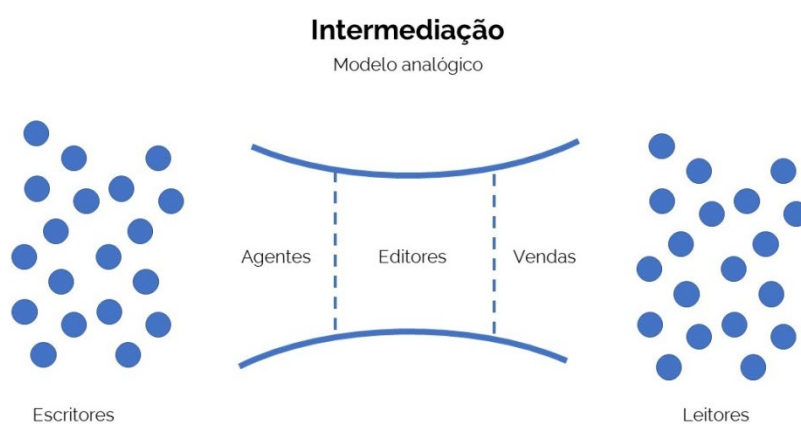 Intermediação
Modelo analógico
Agentes
Editores
Vendas
Escritores
Leitores